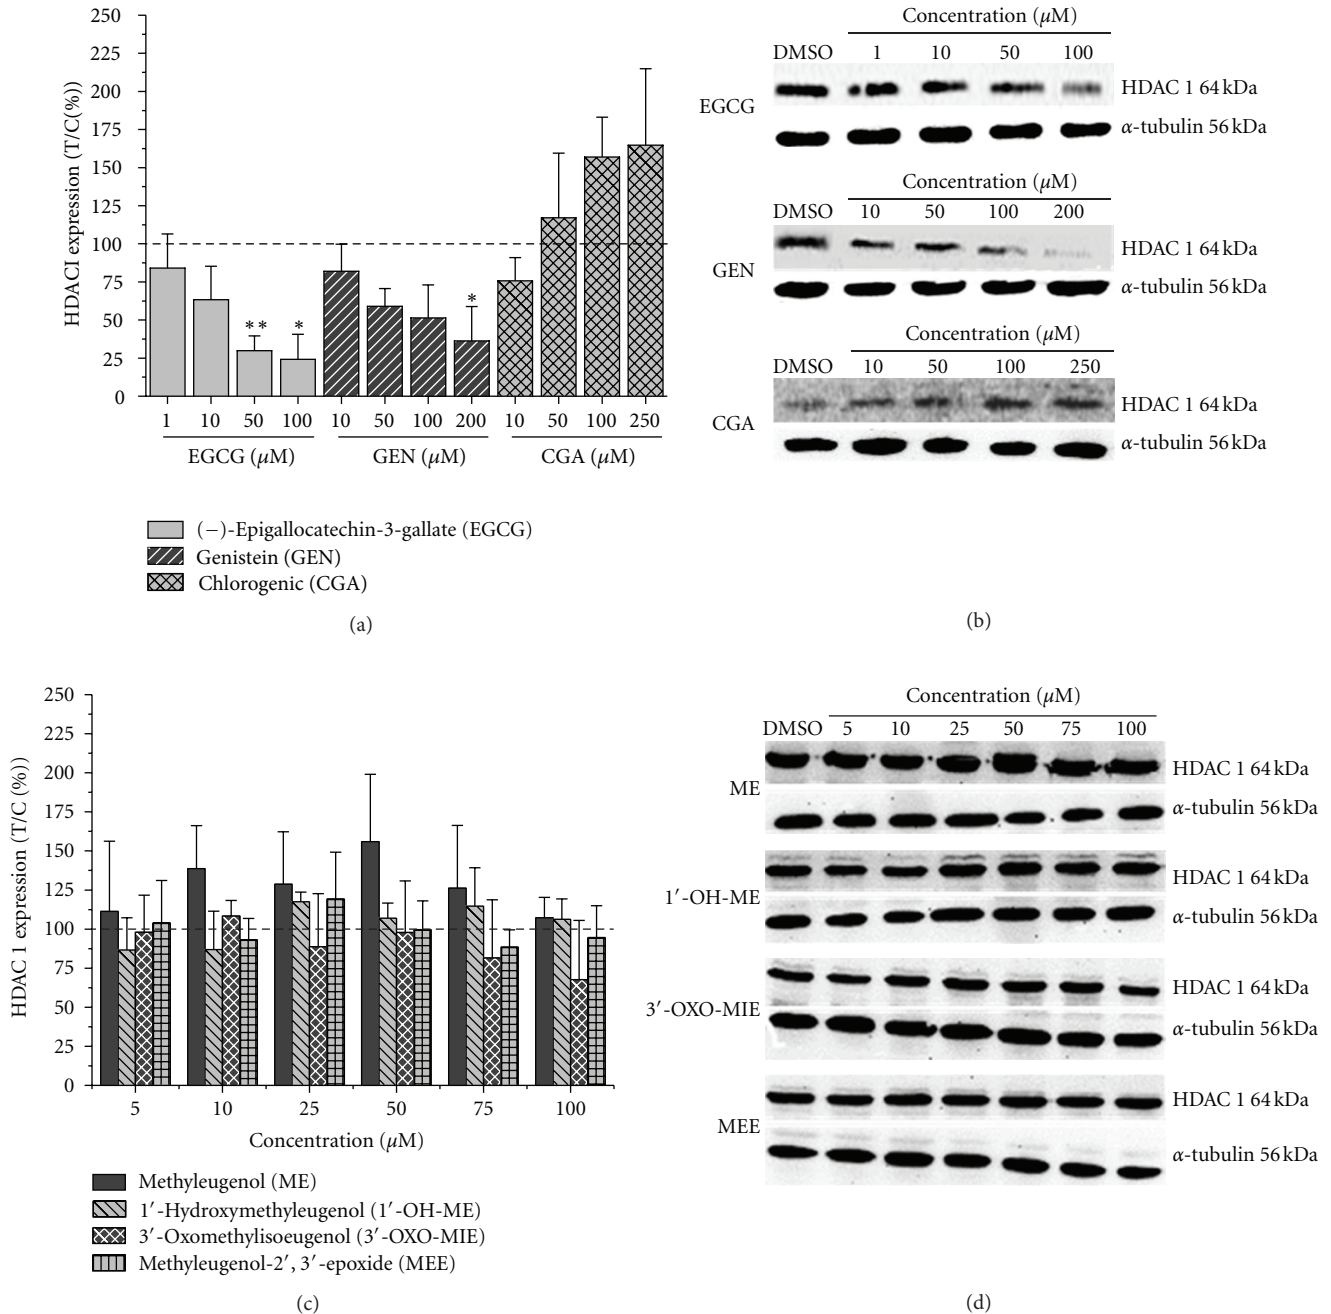 250
225
200
175
150
125
100
75
50
25
0
HDACI expression (T/C(%))
**
*
*
1 10 50 100 10 50 100 200 10 50 100 250
EGCG (μM) GEN (μM) CGA (μM)
(−)-Epigallocatechin-3-gallate (EGCG)
Genistein (GEN)
Chlorogenic (CGA)
(a)
Concentration (μM)
DMSO 1 10 50 100
EGCG
HDAC 1 64 kDa
α-tubulin 56 kDa
Concentration (μM)
DMSO 10 50 100 200
GEN
HDAC 1 64 kDa
α-tubulin 56 kDa
Concentration (μM)
DMSO 10 50 100 250
CGA
HDAC 1 64 kDa
α-tubulin 56 kDa
(b)
250
225
200
175
150
125
100
75
50
25
0
HDAC 1 expression (T/C (%))
5 10 25 50 75 100
Concentration (μM)
Methyleugenol (ME)
1′-Hydroxymethyleugenol (1′-OH-ME)
3′-Oxomethylisoeugenol (3′-OXO-MIE)
Methyleugenol-2′, 3′-epoxide (MEE)
(c)
Concentration (μM)
DMSO 5 10 25 50 75 100
ME
HDAC 1 64 kDa
α-tubulin 56 kDa
1′-OH-ME
HDAC 1 64 kDa
α-tubulin 56 kDa
3′-OXO-MIE
HDAC 1 64 kDa
α-tubulin 56 kDa
MEE
HDAC 1 64 kDa
α-tubulin 56 kDa
(d)